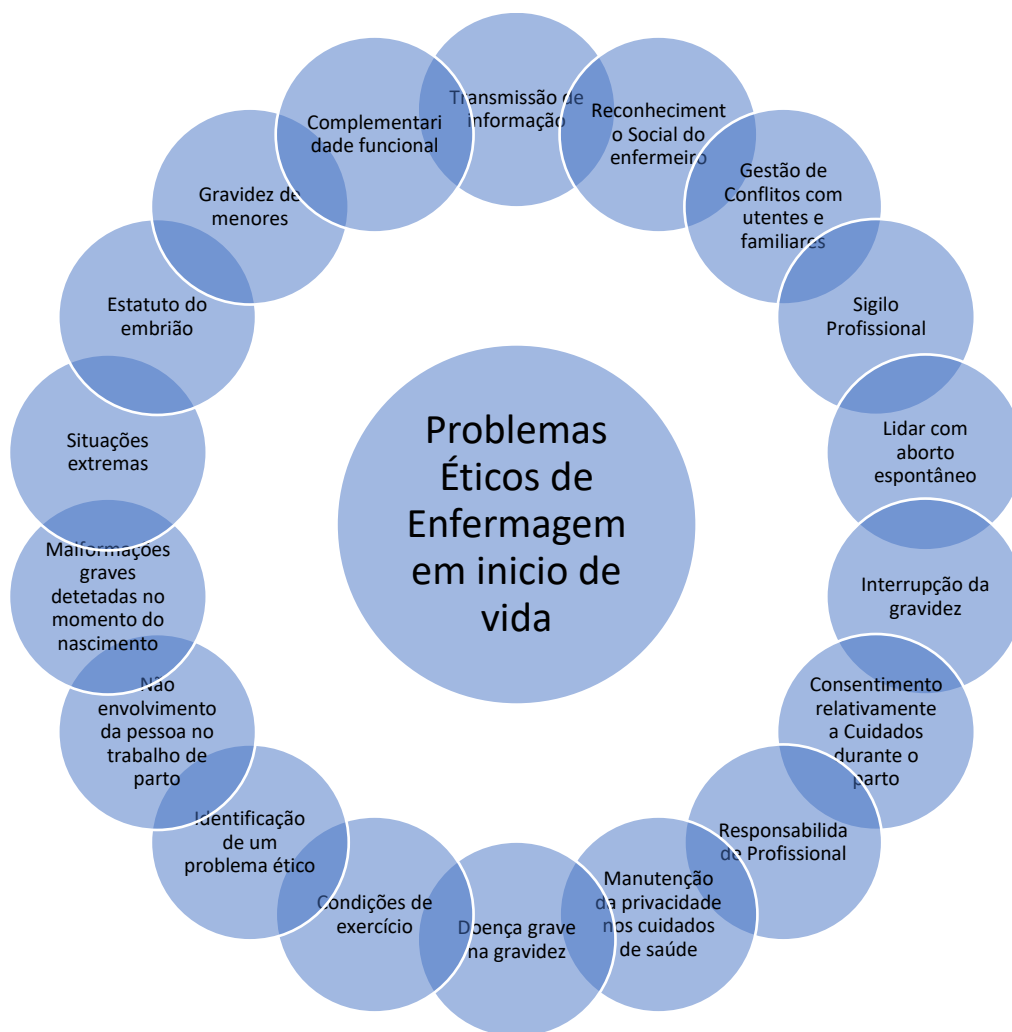 Problemas
Éticos de
Enfermagem
em inicio de
vida
Transmissão de
informação
Reconheciment
o Social do
enfermeiro
Gestão de
Conflitos com
utentes e
familiares
Sigilo
Profissional
Lidar com
aborto
espontâneo
Interrupção da
gravidez
Consentimento
relativamente
a Cuidados
durante o
parto
Responsabilida
de Profissional
Manutenção
da privacidade
nos cuidados
de saúde
Doença grave
na gravidez
Condições de
exercício
Identificação
de um
problema ético
Não
envolvimento
da pessoa no
trabalho de
parto
Malformações
graves
detetadas no
momento do
nascimento
Situações
extremas
Estatuto do
embrião
Gravidez de
menores
Complementari
dade funcional